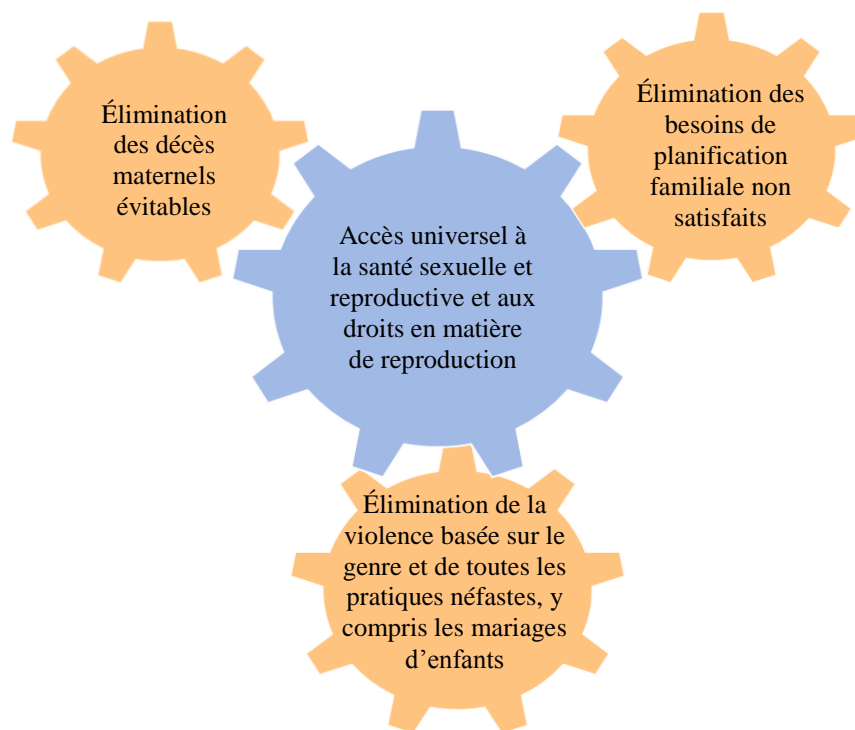 Élimination
des décès
maternels
évitables
Élimination des
besoins de
planification
familiale non
satisfaits
Accès universel à
la santé sexuelle et
reproductive et aux
droits en matière
de reproduction
Élimination de la
violence basée sur le
genre et de toutes les
pratiques néfastes, y
compris les mariages
d’enfants